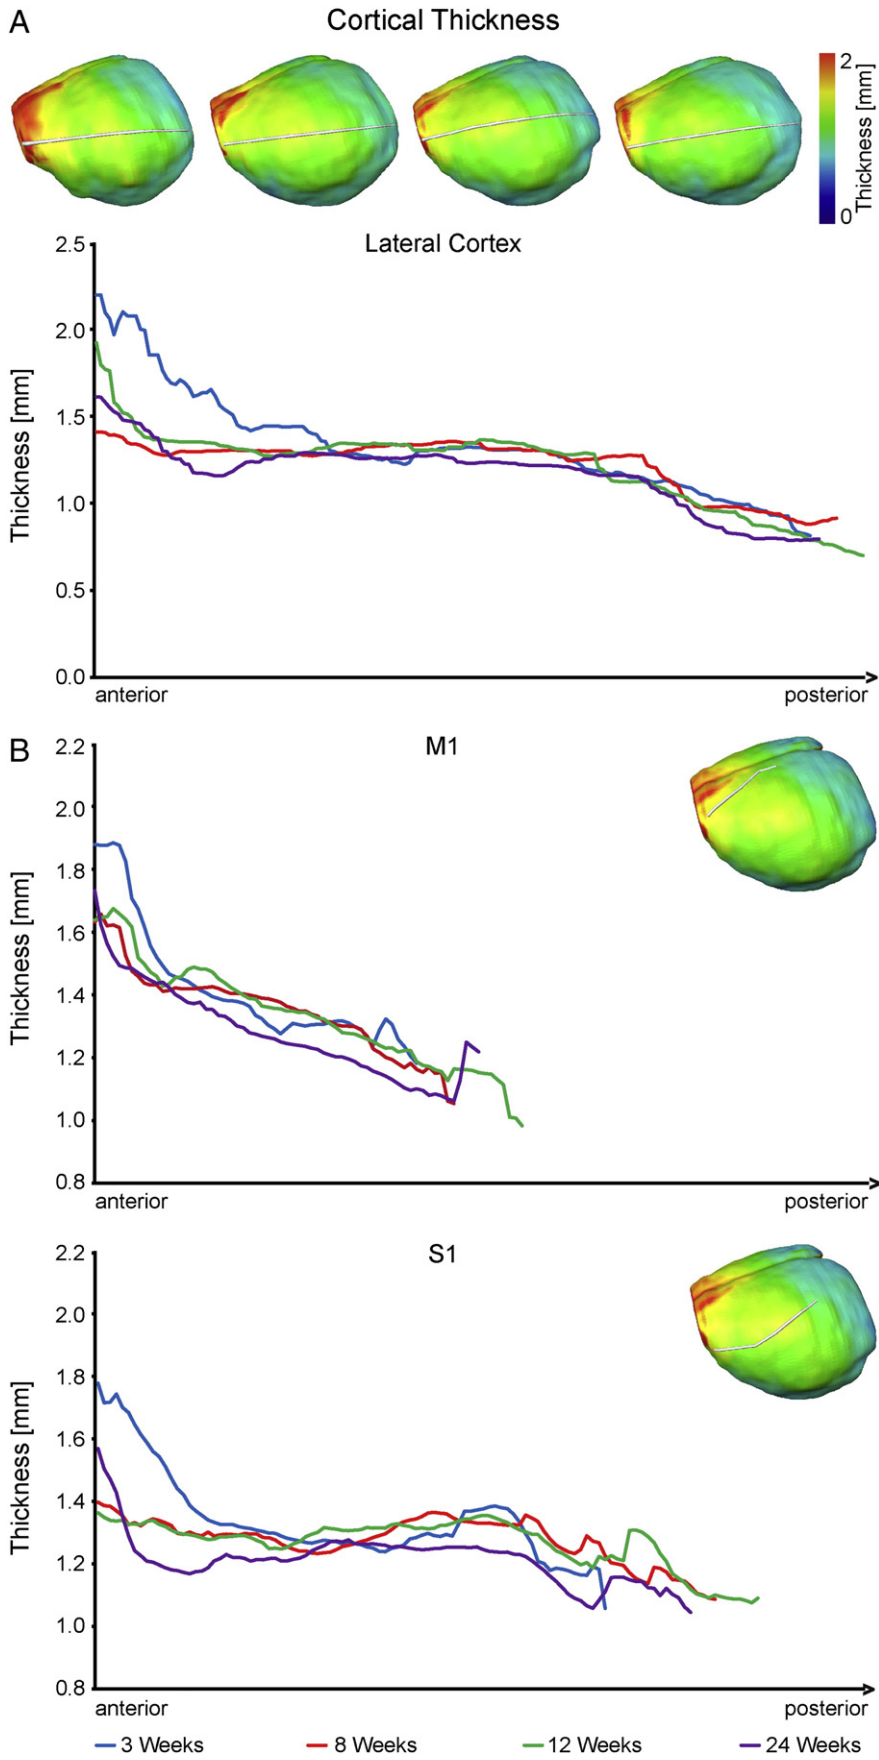 A
Cortical Thickness
2
0
Thickness [mm]
Lateral Cortex
2.5
2.0
1.5
1.0
0.5
0.0
Thickness [mm]
anterior
posterior
B
M1
2.2
2.0
1.8
1.6
1.4
1.2
1.0
0.8
Thickness [mm]
anterior
posterior
S1
2.2
2.0
1.8
1.6
1.4
1.2
1.0
0.8
Thickness [mm]
anterior
posterior
3 Weeks
8 Weeks
12 Weeks
24 Weeks